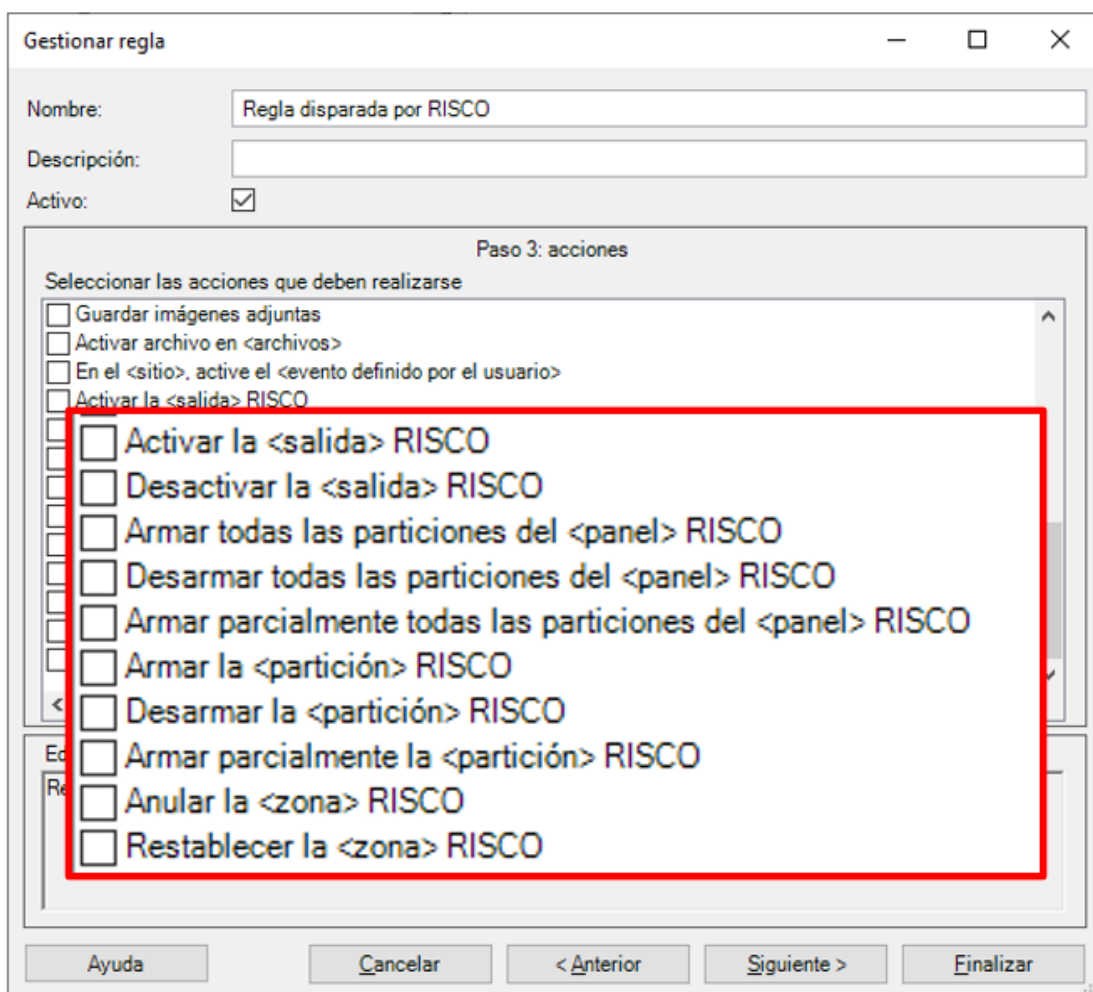 Gestionar regla
Nombre:
Regla disparada por RISCO
Descripción:
Activo:
Paso 3: acciones
Seleccionar las acciones que deben realizarse
Guardar imágenes adjuntas
Activar archivo en <archivos>
En el <sitio>, active el <evento definido por el usuario>
Activar la <salida> RISCO
Activar la <salida> RISCO
Desactivar la <salida> RISCO
Armar todas las particiones del <panel> RISCO
Desarmar todas las particiones del <panel> RISCO
Armar parcialmente todas las particiones del <panel> RISCO
Armar la <partición> RISCO
Desarmar la <partición> RISCO
Armar parcialmente la <partición> RISCO
Anular la <zona> RISCO
Restablecer la <zona> RISCO
Ayuda
Cancelar
< Anterior
Siguiente >
Finalizar